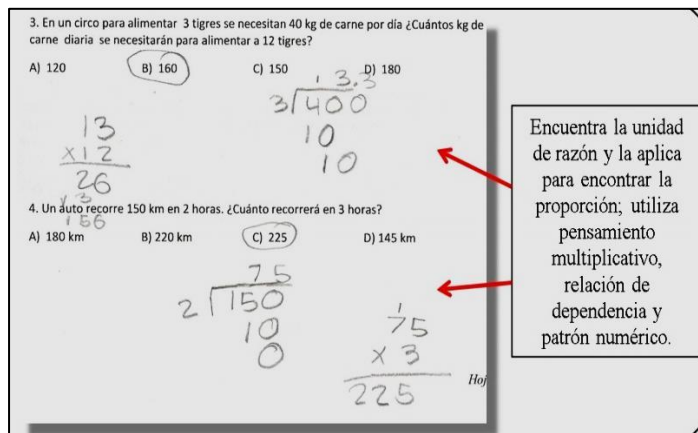 3. En un circo para alimentar 3 tigres se necesitan 40 kg de carne por día ¿Cuántos kg de
carne diaria se necesitarán para alimentar a 12 tigres?
A) 120 B) 160 C) 150 D) 180
13.3
3 400
10
10
13
x12
26
13
156
4. Un auto recorre 150 km en 2 horas. ¿Cuánto recorrerá en 3 horas?
A) 180 km B) 220 km C) 225 D) 145 km
75
2 150
10
0
1
75
x 3
225
Hoj
Encuentra la unidad
de razón y la aplica
para encontrar la
proporción; utiliza
pensamiento
multiplicativo,
relación de
dependencia y
patrón numérico.